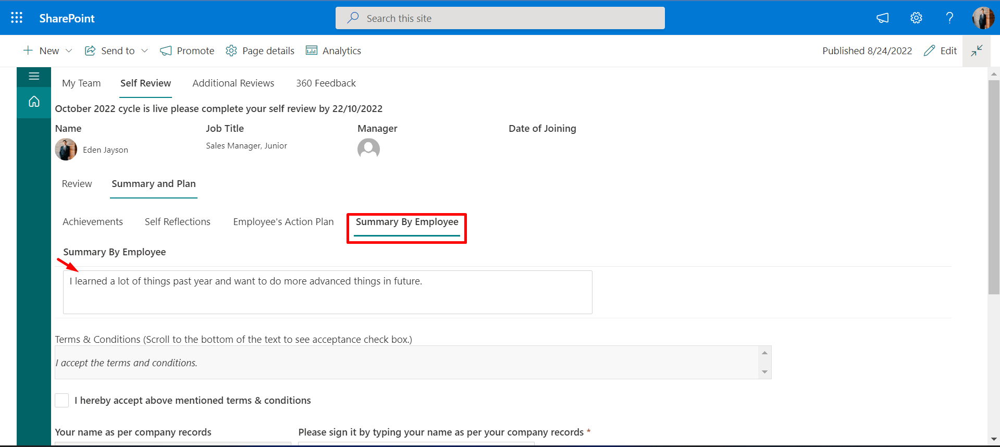 SharePoint
Search this site
?
New
Send to
Promote
Page details
Analytics
Published 8/24/2022
Edit
My Team
Self Review
Additional Reviews
360 Feedback
October 2022 cycle is live please complete your self review by 22/10/2022
Name
Job Title
Manager
Date of Joining
Eden Jayson
Sales Manager, Junior
Review
Summary and Plan
Achievements
Self Reflections
Employee's Action Plan
Summary By Employee
Summary By Employee
I learned a lot of things past year and want to do more advanced things in future.
Terms & Conditions (Scroll to the bottom of the text to see acceptance check box.)
I accept the terms and conditions.
I hereby accept above mentioned terms & conditions
Your name as per company records
Please sign it by typing your name as per your company records *